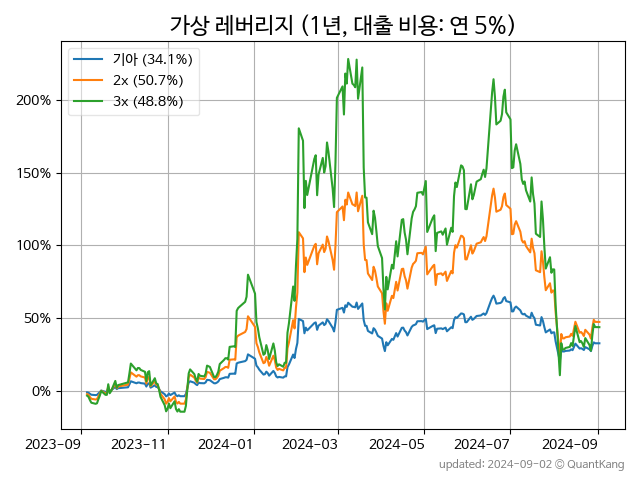 가상 레버리지 (1년, 대출 비용: 연 5%)
기아 (34.1%)
2x (50.7%)
3x (48.8%)
200%
150%
100%
50%
0%
2023-09 2023-11 2024-01 2024-03 2024-05 2024-07 2024-09
updated: 2024-09-02 © QuantKang